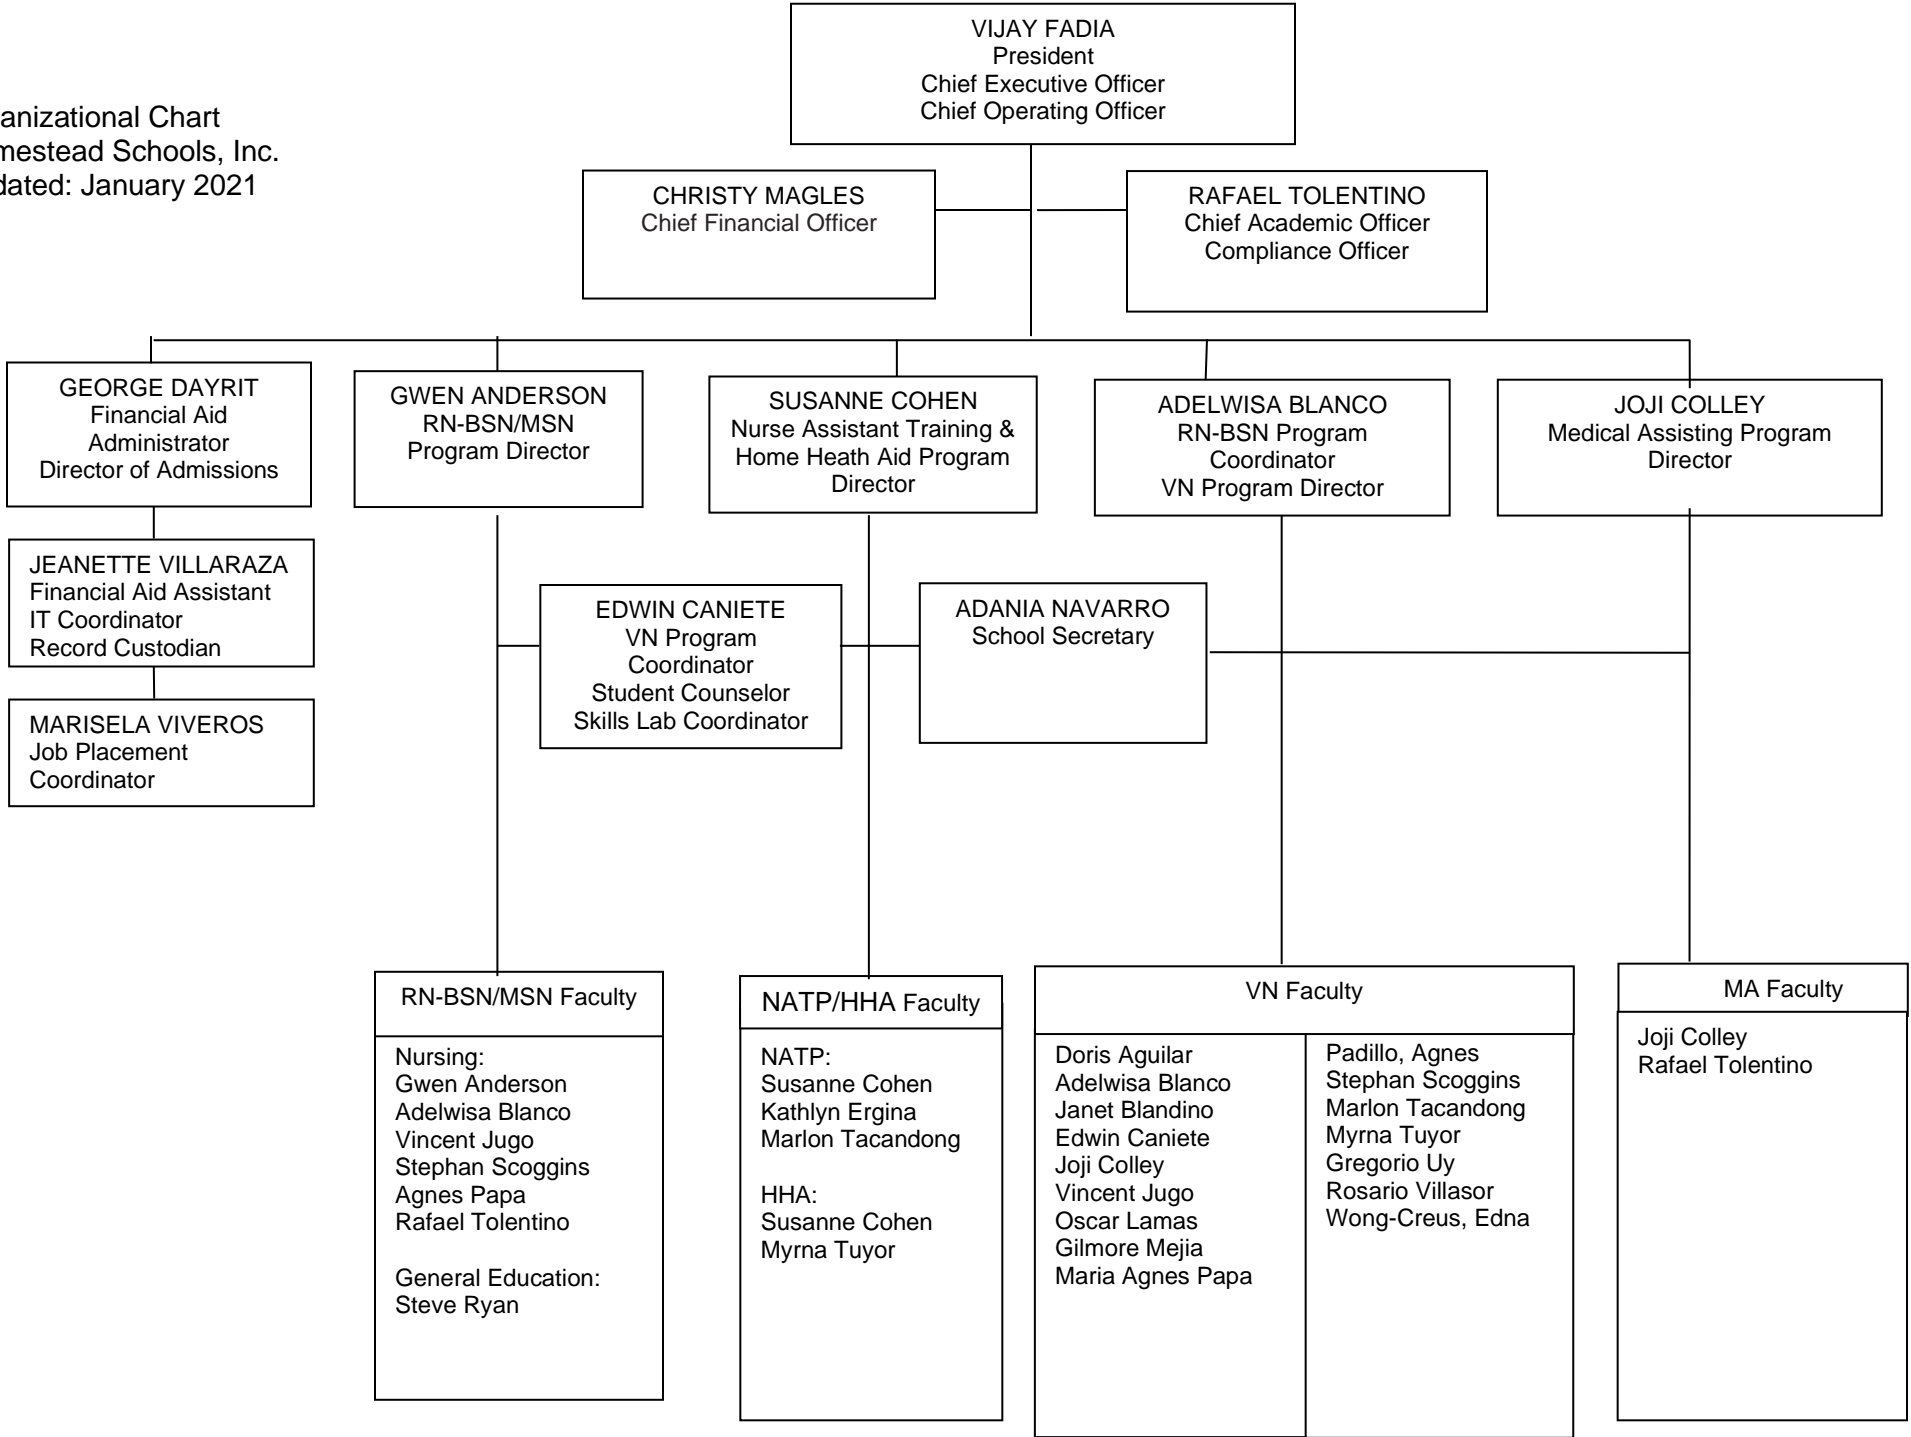 VIJAY FADIA
President
Chief Executive Officer
Chief Operating Officer
anizational Chart
mestead Schools, Inc.
dated: January 2021
CHRISTY MAGLES
Chief Financial Officer
RAFAEL TOLENTINO
Chief Academic Officer
Compliance Officer
GEORGE DAYRIT
Financial Aid
Administrator
Director of Admissions
GWEN ANDERSON
RN-BSN/MSN
Program Director
SUSANNE COHEN
Nurse Assistant Training &
Home Heath Aid Program
Director
ADELWISA BLANCO
RN-BSN Program
Coordinator
VN Program Director
JOJI COLLEY
Medical Assisting Program
Director
JEANETTE VILLARAZA
Financial Aid Assistant
IT Coordinator
Record Custodian
EDWIN CANIETE
VN Program
Coordinator
Student Counselor
Skills Lab Coordinator
ADANIA NAVARRO
School Secretary
MARISELA VIVEROS
Job Placement
Coordinator
RN-BSN/MSN Faculty
Nursing:
Gwen Anderson
Adelwisa Blanco
Vincent Jugo
Stephan Scoggins
Agnes Papa
Rafael Tolentino
General Education:
Steve Ryan
NATP/HHA Faculty
NATP:
Susanne Cohen
Kathlyn Ergina
Marlon Tacandong
HHA:
Susanne Cohen
Myrna Tuyor
VN Faculty
Doris Aguilar
Adelwisa Blanco
Janet Blandino
Edwin Caniete
Joji Colley
Vincent Jugo
Oscar Lamas
Gilmore Mejia
Maria Agnes Papa
Padillo, Agnes
Stephan Scoggins
Marlon Tacandong
Myrna Tuyor
Gregorio Uy
Rosario Villasor
Wong-Creus, Edna
MA Faculty
Joji Colley
Rafael Tolentino